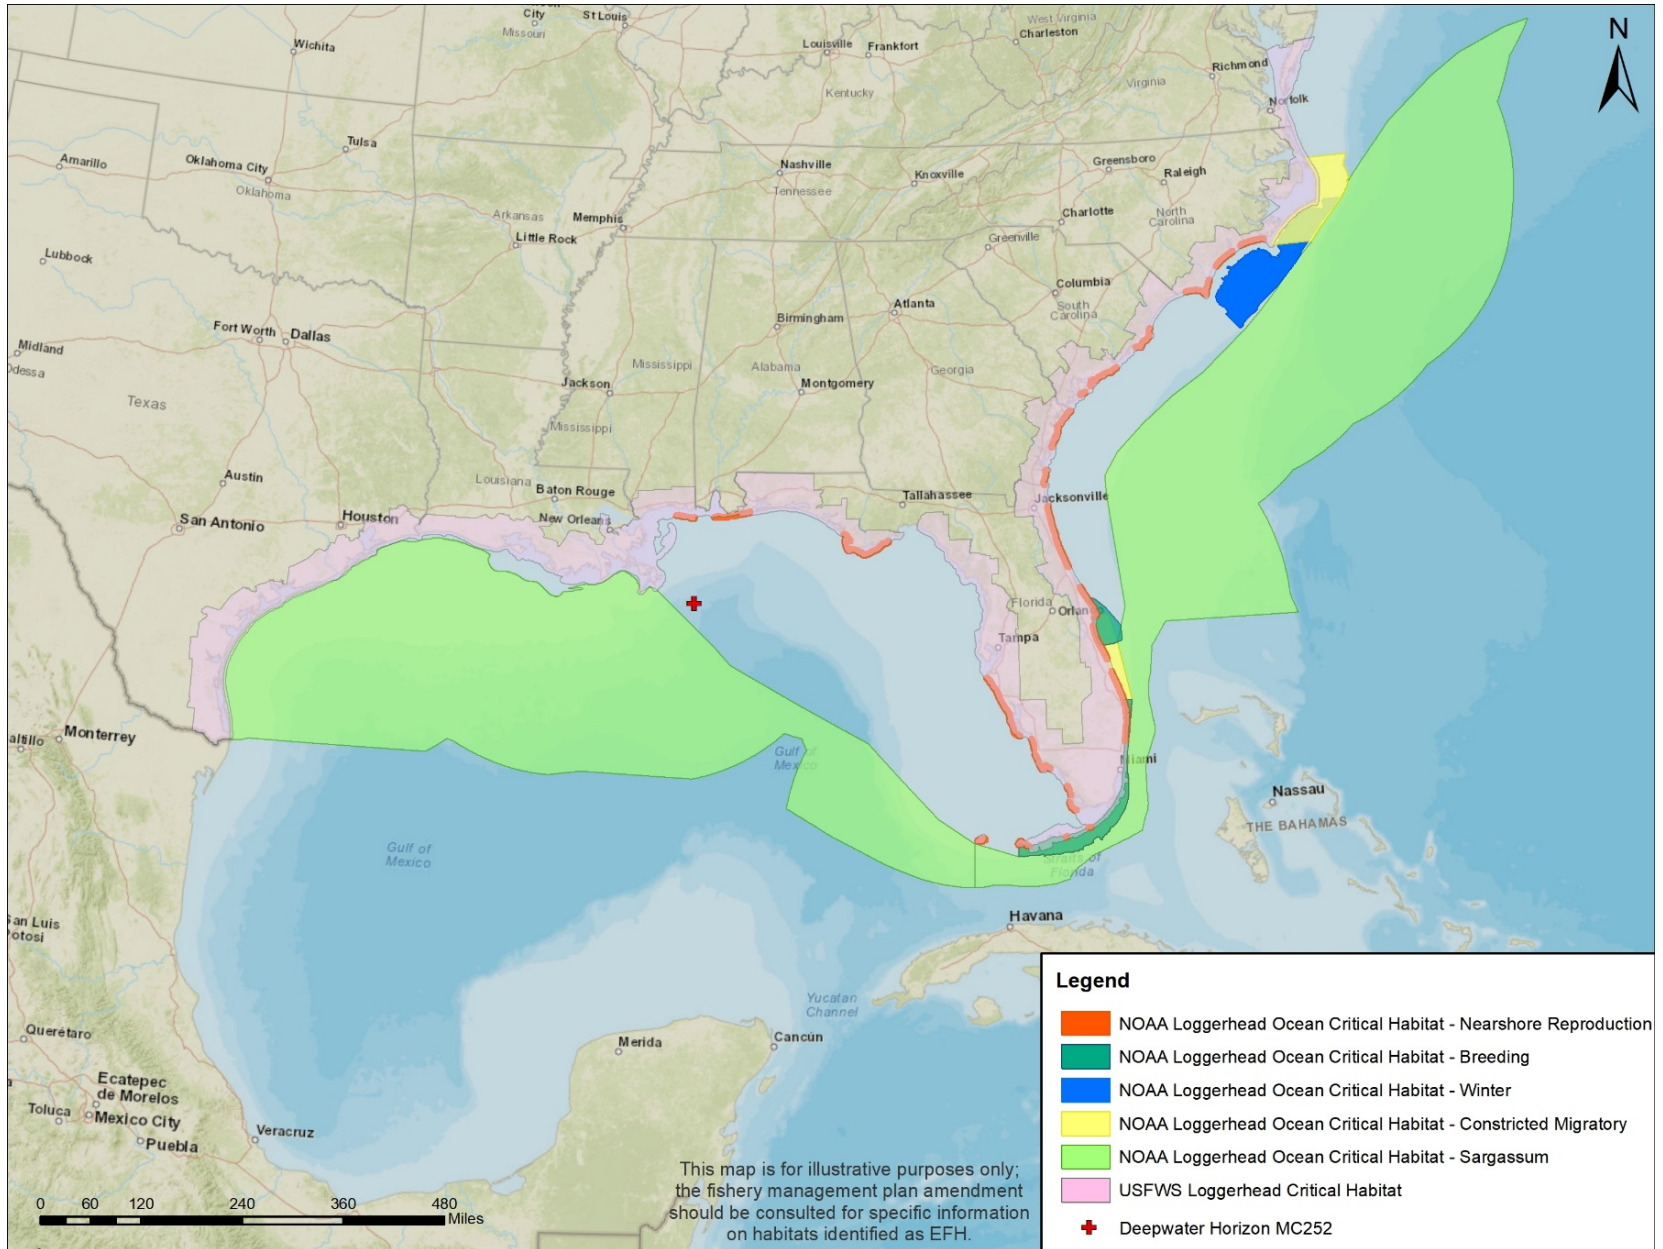 City
Missouri
St Louis
West Virginia
Charleston
Wichita
Louisville
Frankfort
N
Richmond
Kentucky
Virginia
Norfolk
Tulsa
Amarillo
Oklahoma City
Oklahoma
Nashville
Tennessee
Knoxville
Greensboro
Raleigh
Arkansas
Memphis
Little Rock
Charlotte
North
Carolina
Greenville
Lubbock
Columbia
South
Carolina
Atlanta
Birmingham
Fort Worth
Dallas
Midland
Odessa
Mississippi
Alabama
Georgia
Jackson
Montgomery
Texas
Mississippi
Austin
Louisiana
Baton Rouge
Tallahassee
Jacksonville
San Antonio
Houston
New Orleans
Florida
Orlan
Tampa
Monterrey
altillo
Gulf of
Mexico
Miami
Nassau
THE BAHAMAS
Gulf of
Mexico
Straits of
Florida
San Luis
Potosi
Havana
Yucatan
Channel
Querétaro
Merida
Cancún
Ecatepec
de Morelos
Toluca
Mexico City
Puebla
Veracruz
Legend
NOAA Loggerhead Ocean Critical Habitat - Nearshore Reproduction
NOAA Loggerhead Ocean Critical Habitat - Breeding
NOAA Loggerhead Ocean Critical Habitat - Winter
NOAA Loggerhead Ocean Critical Habitat - Constricted Migratory
NOAA Loggerhead Ocean Critical Habitat - Sargassum
USFWS Loggerhead Critical Habitat
Deepwater Horizon MC252
This map is for illustrative purposes only;
the fishery management plan amendment
should be consulted for specific information
on habitats identified as EFH.
0 60 120 240 360 480
Miles